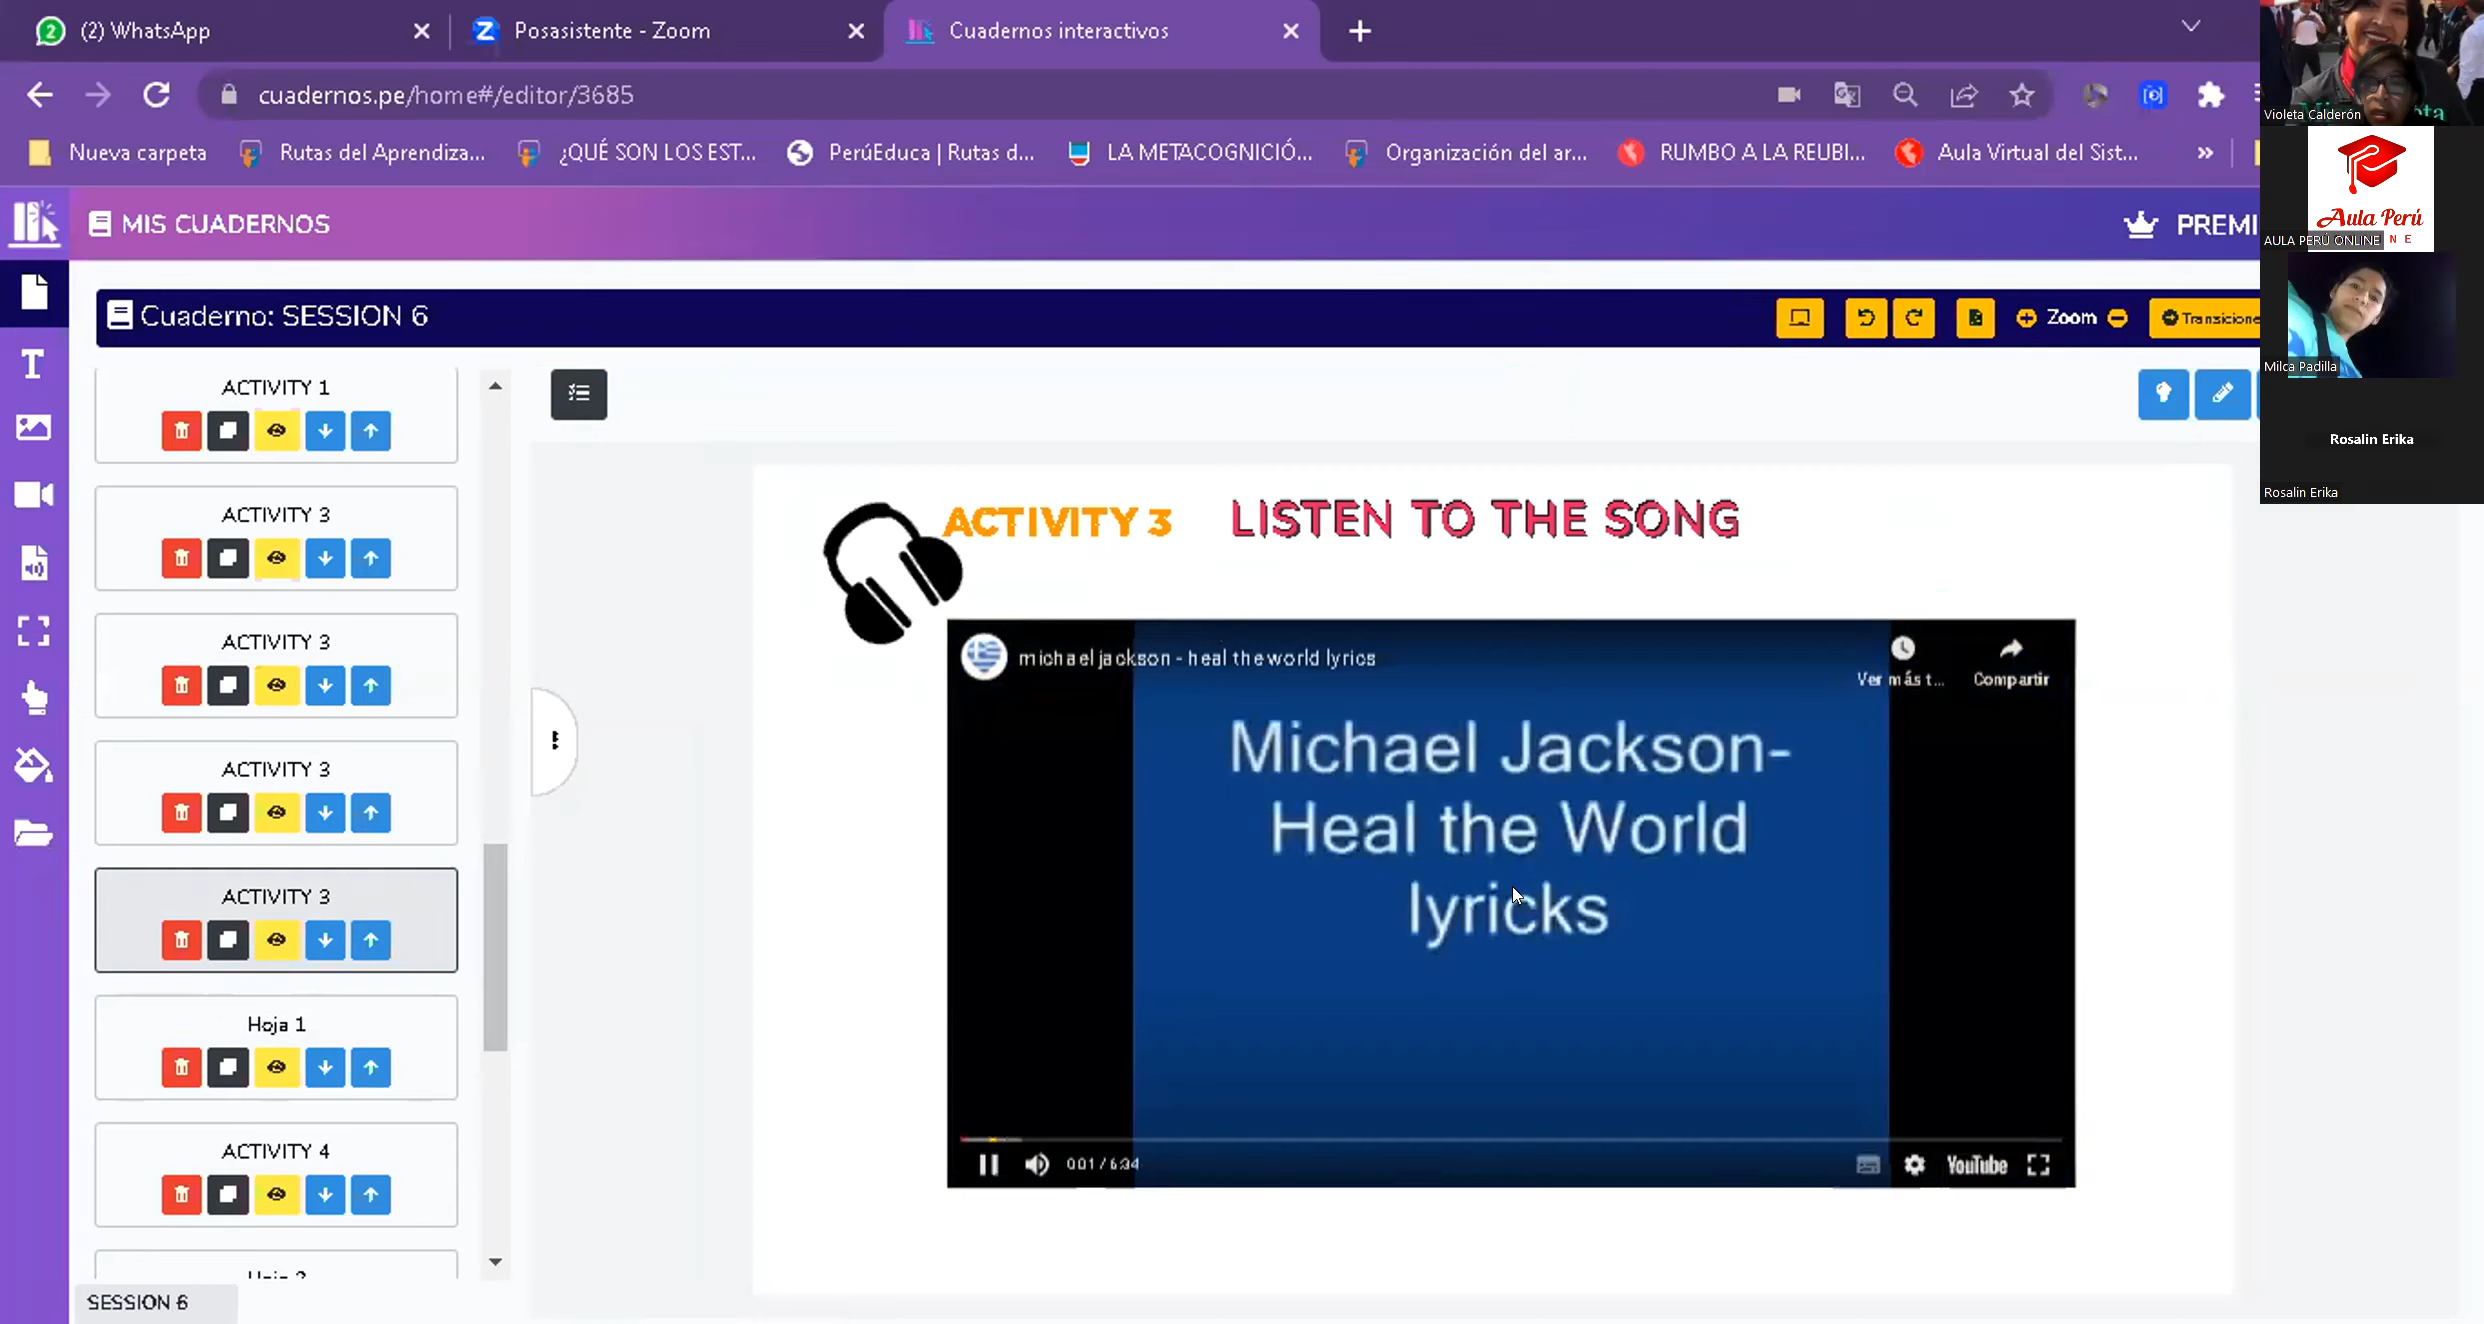 (2) WhatsApp
Posasistente - Zoom
Cuadernos interactivos
cuadernos.pe/home#/editor/3685
Nueva carpeta
Rutas del Aprendiza...
¿QUÉ SON LOS EST...
PerúEduca | Rutas d...
LA METACOGNICIÓ...
Organización del ar...
RUMBO A LA REUBI...
Aula Virtual del Sist...
»
MIS CUADERNOS
PREMI
Cuaderno: SESSION 6
Zoom
Transicione
ACTIVITY 1
ACTIVITY 3
ACTIVITY 3
ACTIVITY 3
ACTIVITY 3
Hoja 1
ACTIVITY 4
SESSION 6
ACTIVITY 3
LISTEN TO THE SONG
michael jackson - heal the world lyrics
Ver más t...
Compartir
Michael Jackson-
Heal the World
lyricks
0:01 / 6:34
YouTube
Violeta Calderón
Aula Perú
N E
AULA PERÚ ONLINE
Milca Padilla
Rosalin Erika
Rosalin Erika